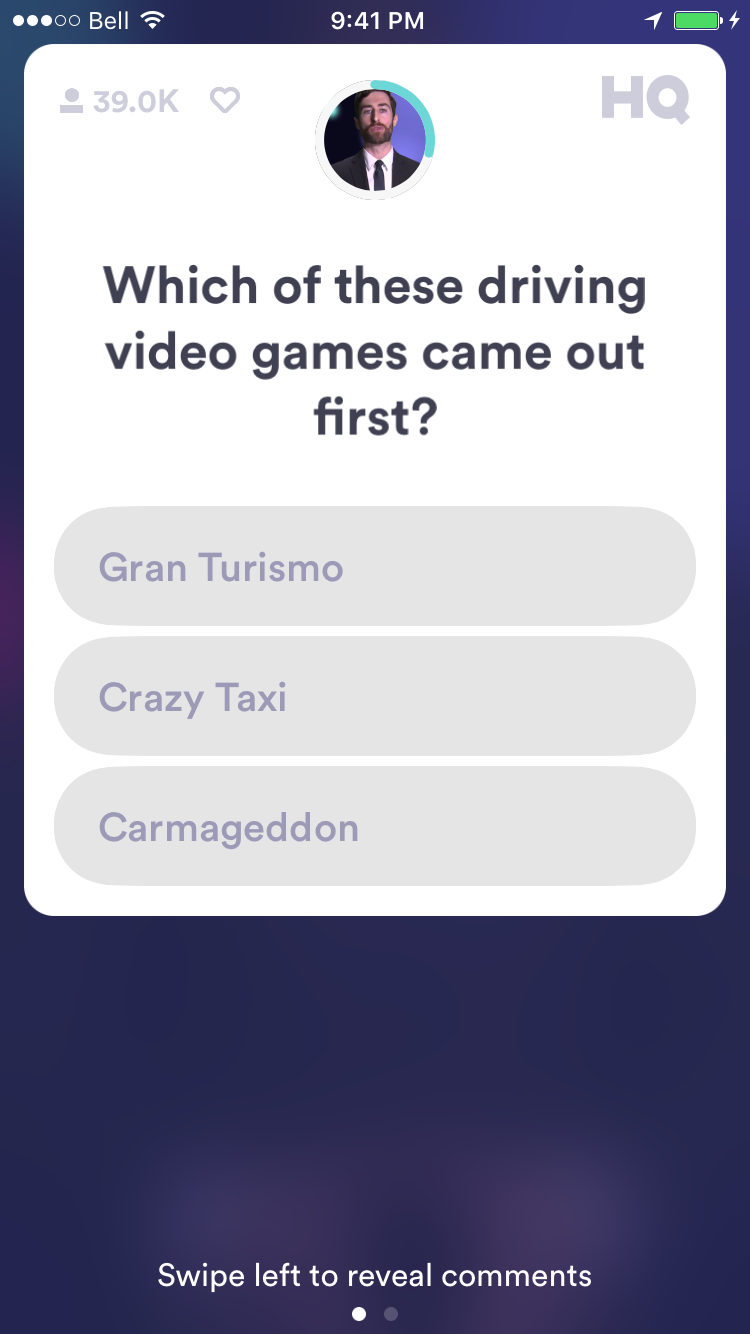 Bell 9:41 PM
39.0K HQ
Which of these driving
video games came out
first?
Gran Turismo
Crazy Taxi
Carmageddon
Swipe left to reveal comments